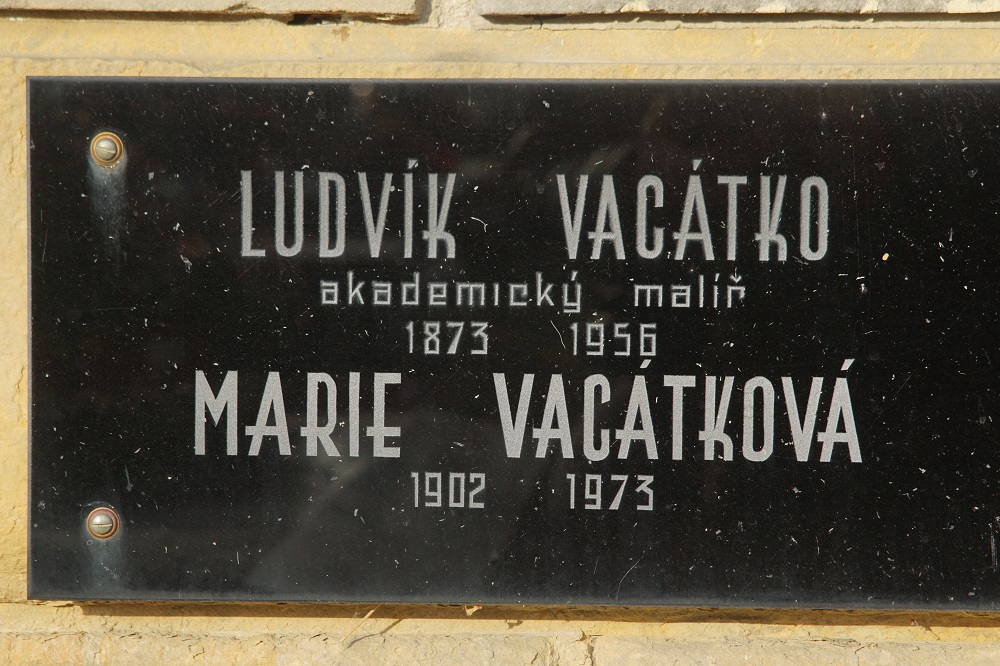 LUDVÍK VACÁTKO
akademický malíř
1873 1956
MARIE VACÁTKOVÁ
1902 1973